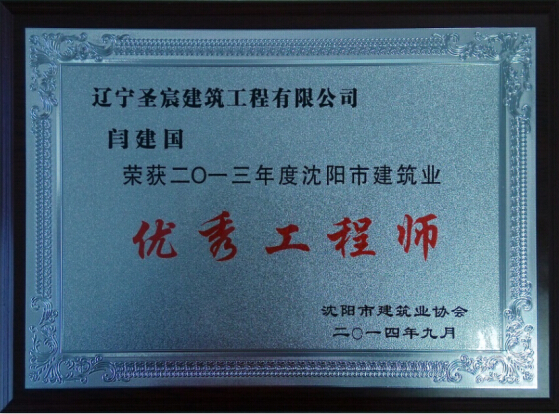 辽宁圣宸建筑工程有限公司
闫建国
荣获二〇一三年度沈阳市建筑业
优秀工程师
沈阳市建筑业协会
二〇一四年九月